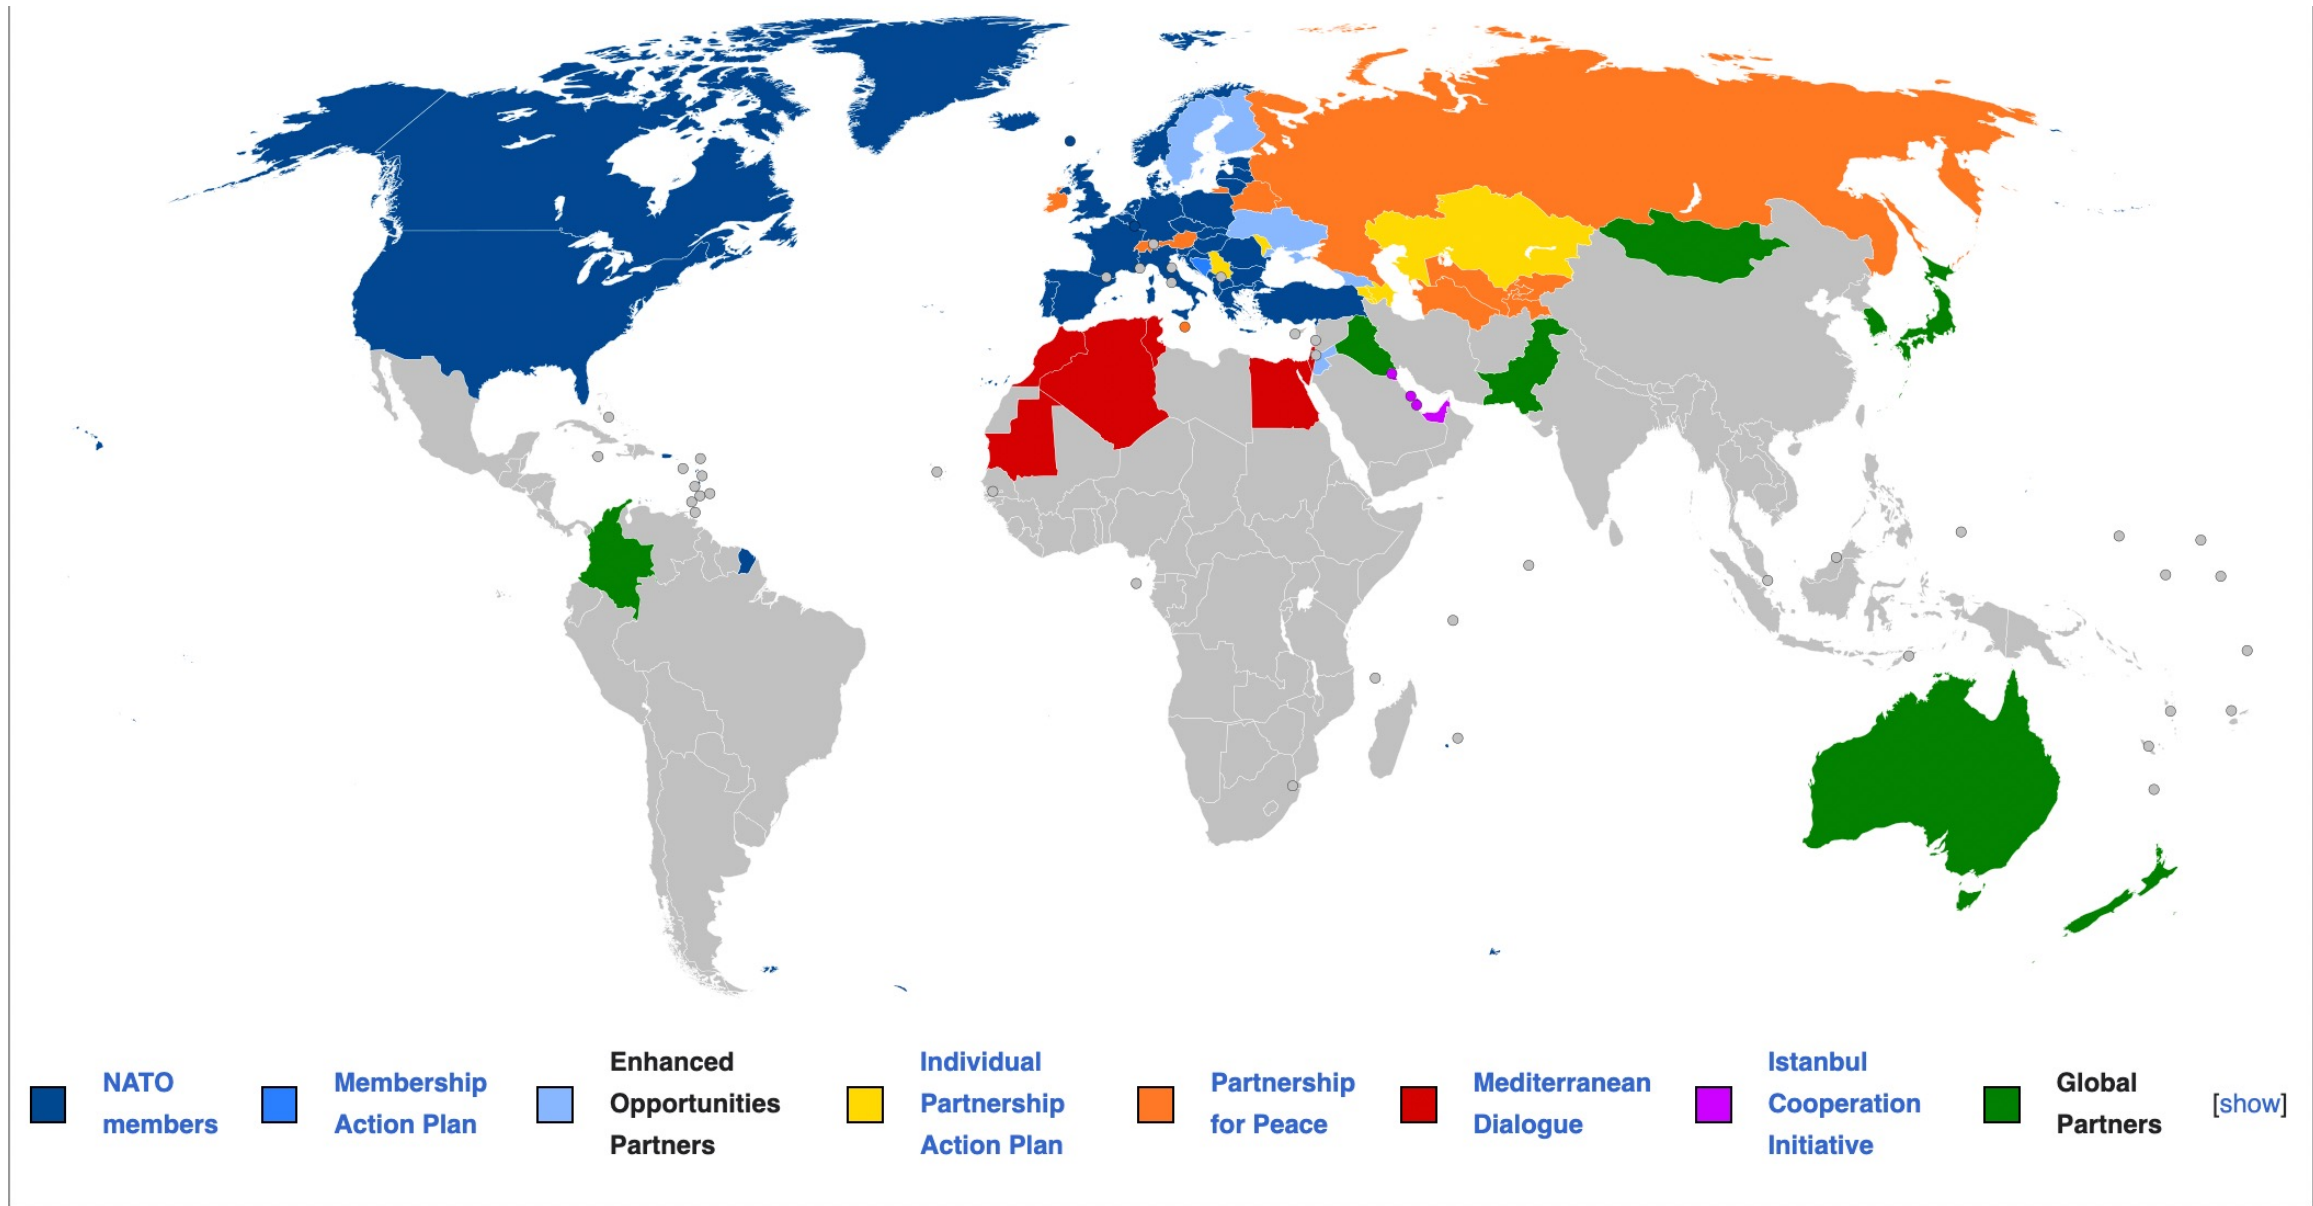 NATO
members
Membership
Action Plan
Enhanced
Opportunities
Partners
Individual
Partnership
Action Plan
Partnership
for Peace
Mediterranean
Dialogue
Istanbul
Cooperation
Initiative
Global
Partners
[show]